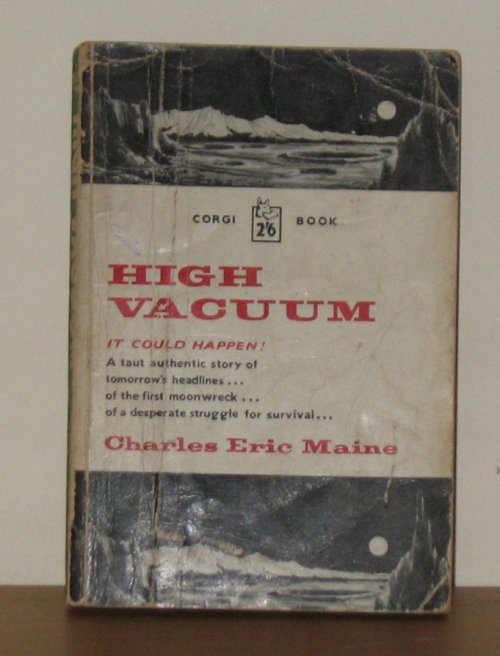 CORGI 2'6 BOOK
HIGH
VACUUM
IT COULD HAPPEN!
A taut authentic story of
tomorrow's headlines...
of the first moonwreck...
of a desperate struggle for survival...
Charles Eric Maine